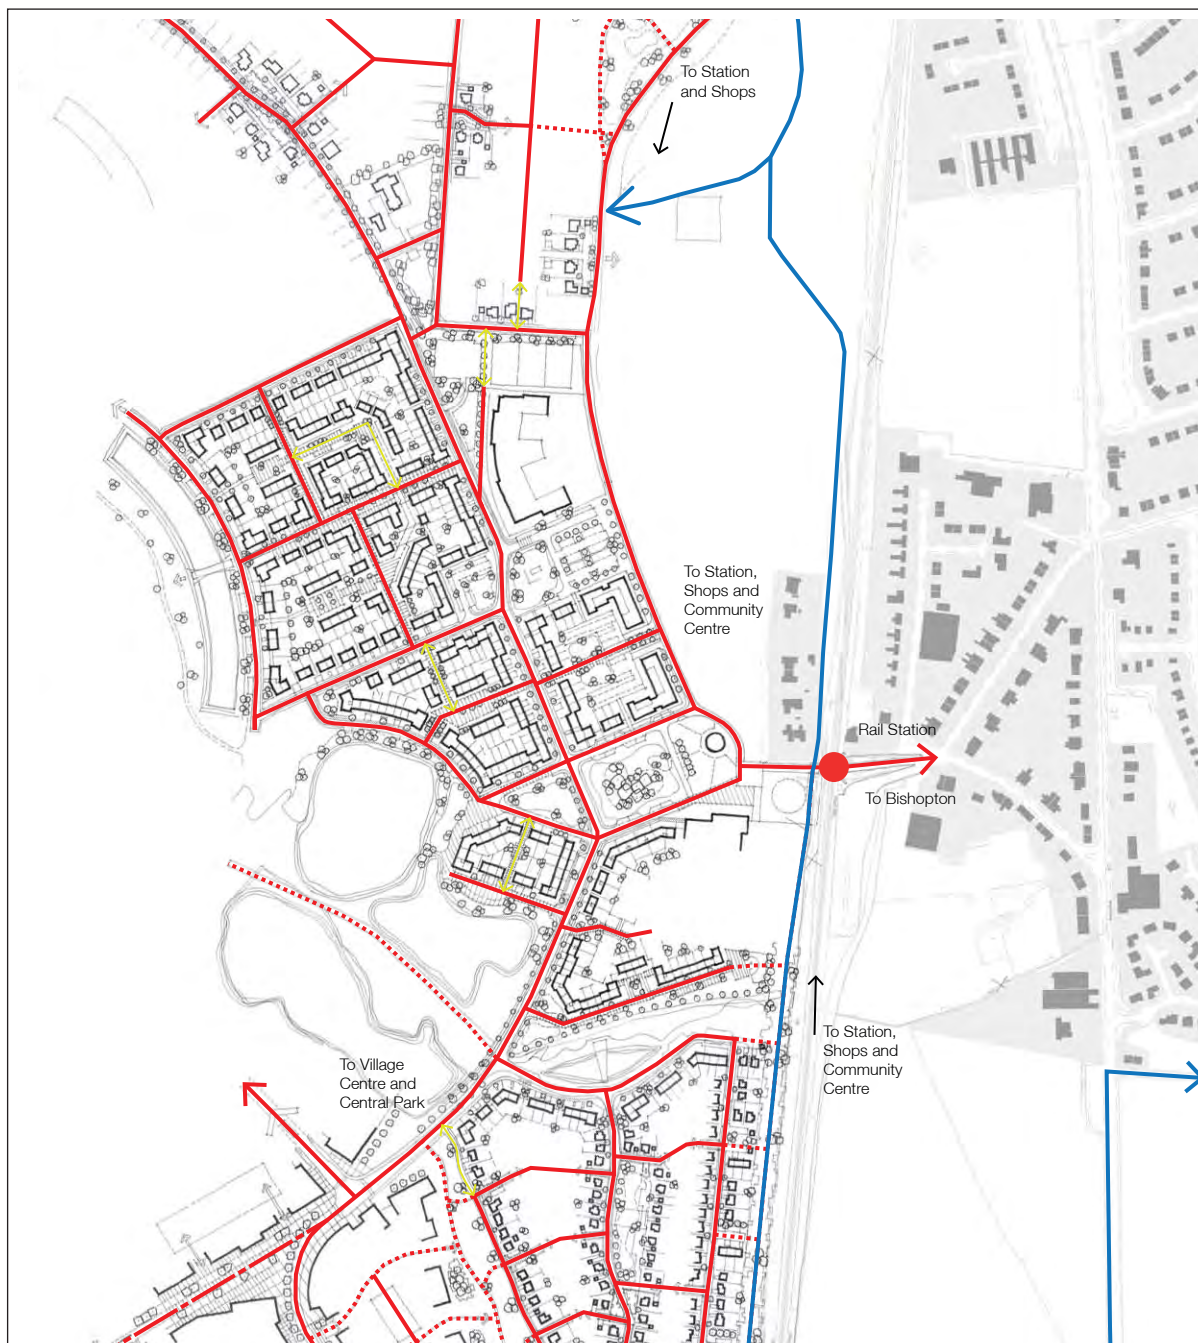 To Station
and Shops
To Station,
Shops and
Community
Centre
Rail Station
To Bishopton
To Station,
Shops and
Community
Centre
To Village
Centre and
Central Park